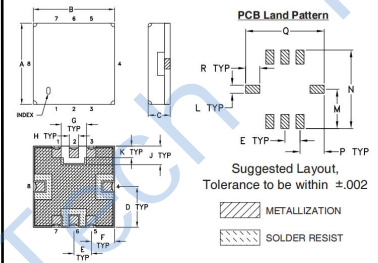 B
7 6 5
A
8
4
INDEX
1 2 3
C
PCB Land Pattern
Q
R TYP
L TYP
M
N
E TYP
P TYP
G
TYP
H TYP
1 2 3
K TYP
J TYP
8
4
D TYP
7 6 5
F TYP
E TYP
Suggested Layout,
Tolerance to be within ±.002
METALLIZATION
SOLDER RESIST
Tech